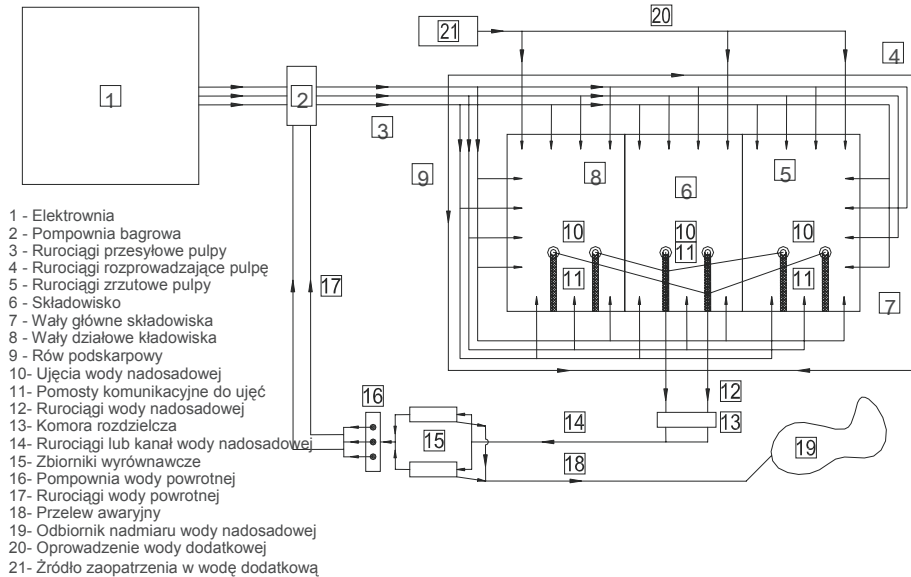 20
21
4
1
2
3
9
8
6
5
10
10
10
11
11
11
7
17
16
15
14
12
13
18
19
1 - Elektrownia
2 - Pompownia bagrowa
3 - Rurociągi przesyłowe pulpy
4 - Rurociągi rozprowadzające pulpę
5 - Rurociągi zrzutowe pulpy
6 - Składowisko
7 - Wały główne składowiska
8 - Wały działowe kładowiska
9 - Rów podskarpowy
10- Ujęcia wody nadosadowej
11- Pomosty komunikacyjne do ujęć
12- Rurociągi wody nadosadowej
13- Komora rozdzielcza
14- Rurociągi lub kanał wody nadosadowej
15- Zbiorniki wyrównawcze
16- Pompownia wody powrotnej
17- Rurociągi wody powrotnej
18- Przelew awaryjny
19- Odbiornik nadmiaru wody nadosadowej
20- Oprowadzenie wody dodatkowej
21- Źródło zaopatrzenia w wodę dodatkową